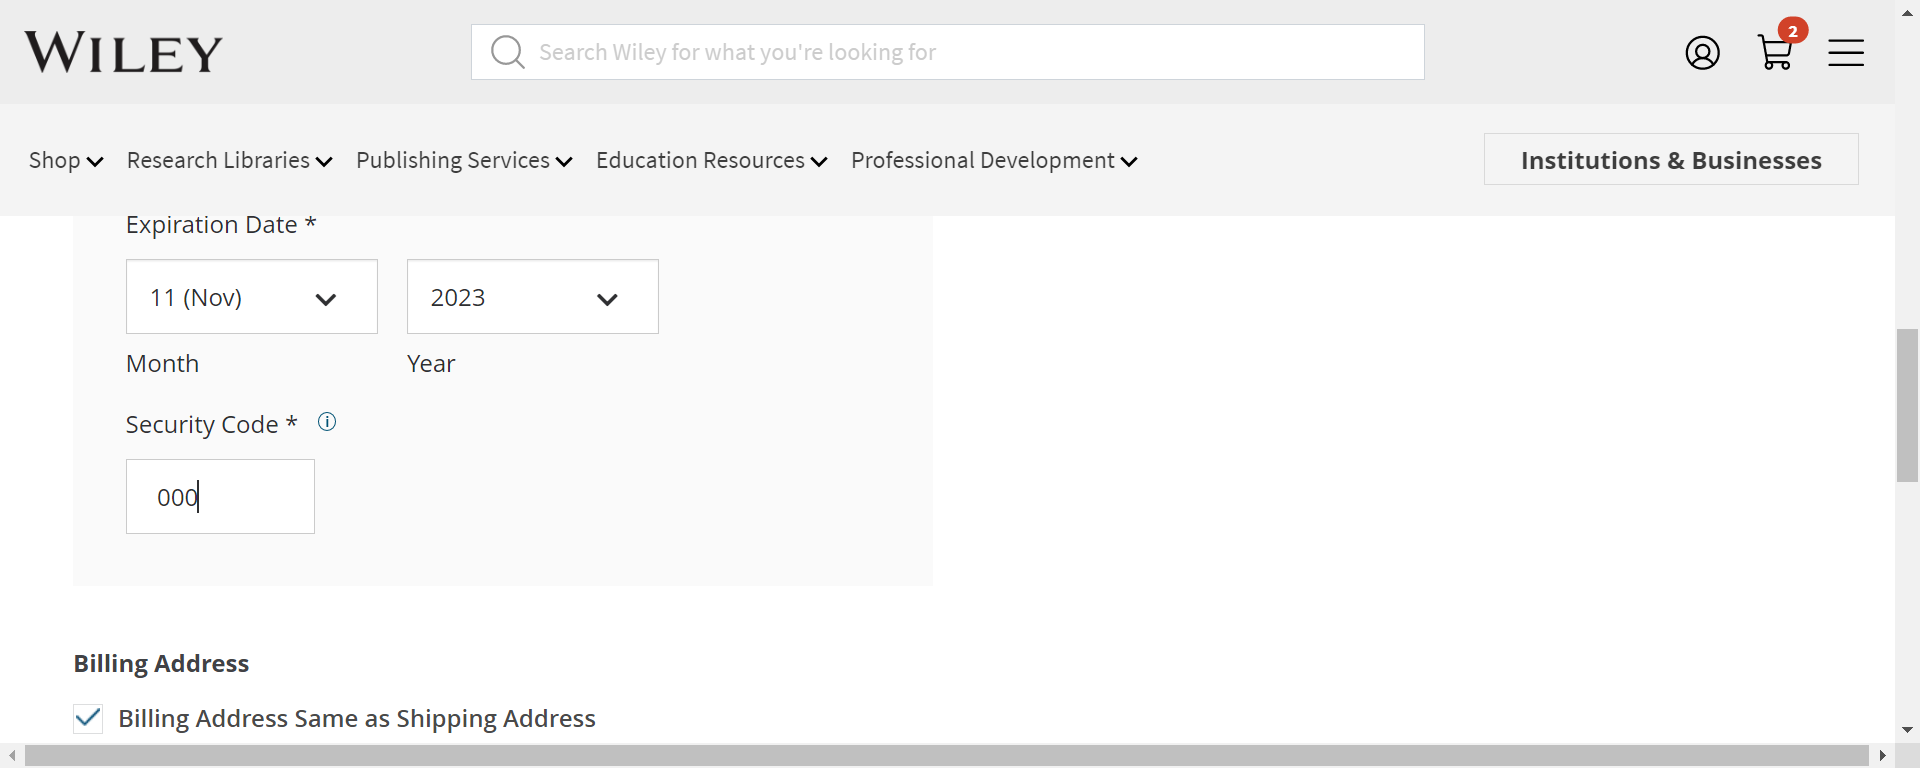 WILEY
Search Wiley for what you're looking for
2
Shop
Research Libraries
Publishing Services
Education Resources
Professional Development
Institutions & Businesses
Expiration Date *
11 (Nov)
2023
Month
Year
Security Code *
000
Billing Address
Billing Address Same as Shipping Address